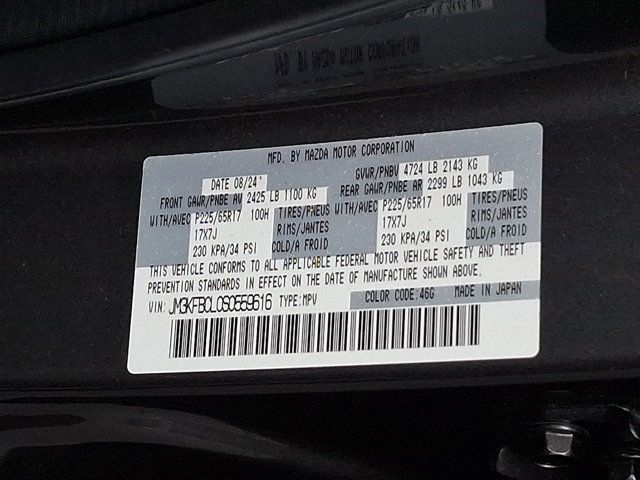 MFD. BY MAZDA MOTOR CORPORATION
DATE 08/24 GVWR/PNBV 4724 LB 2143 KG
FRONT GAWR/PNBE AV 2425 LB 1100 KG REAR GAWR/PNBE AR 2299 LB 1043 KG
WITH/AVEC P225/65R17 100H TIRES/PNEUS WITH/AVEC P225/65R17 100H TIRES/PNEUS
17X7J RIMS/JANTES 17X7J RIMS/JANTES
230 KPA/34 PSI COLD/A FROID 230 KPA/34 PSI COLD/A FROID
THIS VEHICLE CONFORMS TO ALL APPLICABLE FEDERAL MOTOR VEHICLE SAFETY AND THEFT
PREVENTION STANDARDS IN EFFECT ON THE DATE OF MANUFACTURE SHOWN ABOVE.
VIN: JM3KFBCL0S0559616 TYPE:MPV COLOR CODE:46G MADE IN JAPAN